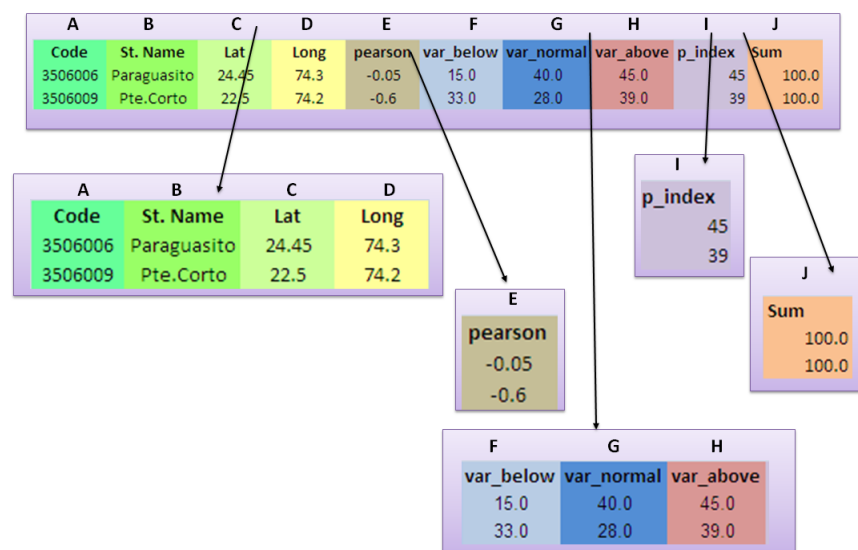 A B C D E F G H I J
Code St. Name Lat Long pearson var_below var_normal var_above p_index Sum
3506006 Paraguasito 24.45 74.3 -0.05 15.0 40.0 45.0 45 100.0
3506009 Pte.Corto 22.5 74.2 -0.6 33.0 28.0 39.0 39 100.0
A B C D
Code St. Name Lat Long
3506006 Paraguasito 24.45 74.3
3506009 Pte.Corto 22.5 74.2
I
p_index
45
39
J
Sum
100.0
100.0
E
pearson
-0.05
-0.6
F G H
var_below var_normal var_above
15.0 40.0 45.0
33.0 28.0 39.0